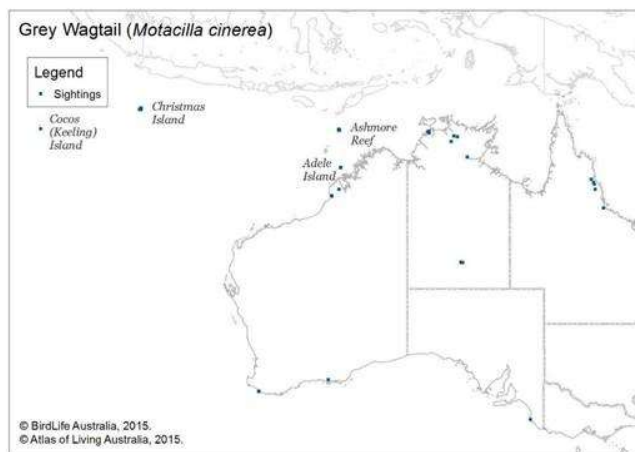 Grey Wagtail (Motacilla cinerea)
Legend
Sightings
Cocos
(Keeling)
Island
Christmas
Island
Ashmore
Reef
Adele
Island
© BirdLife Australia, 2015.
© Atlas of Living Australia, 2015.